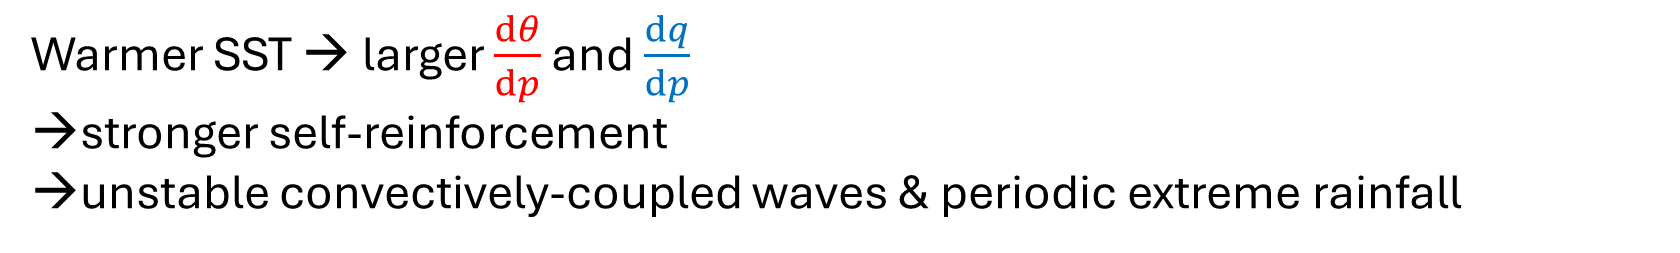 Warmer SST → larger dθ/dp and dq/dp
→stronger self-reinforcement
→unstable convectively-coupled waves & periodic extreme rainfall